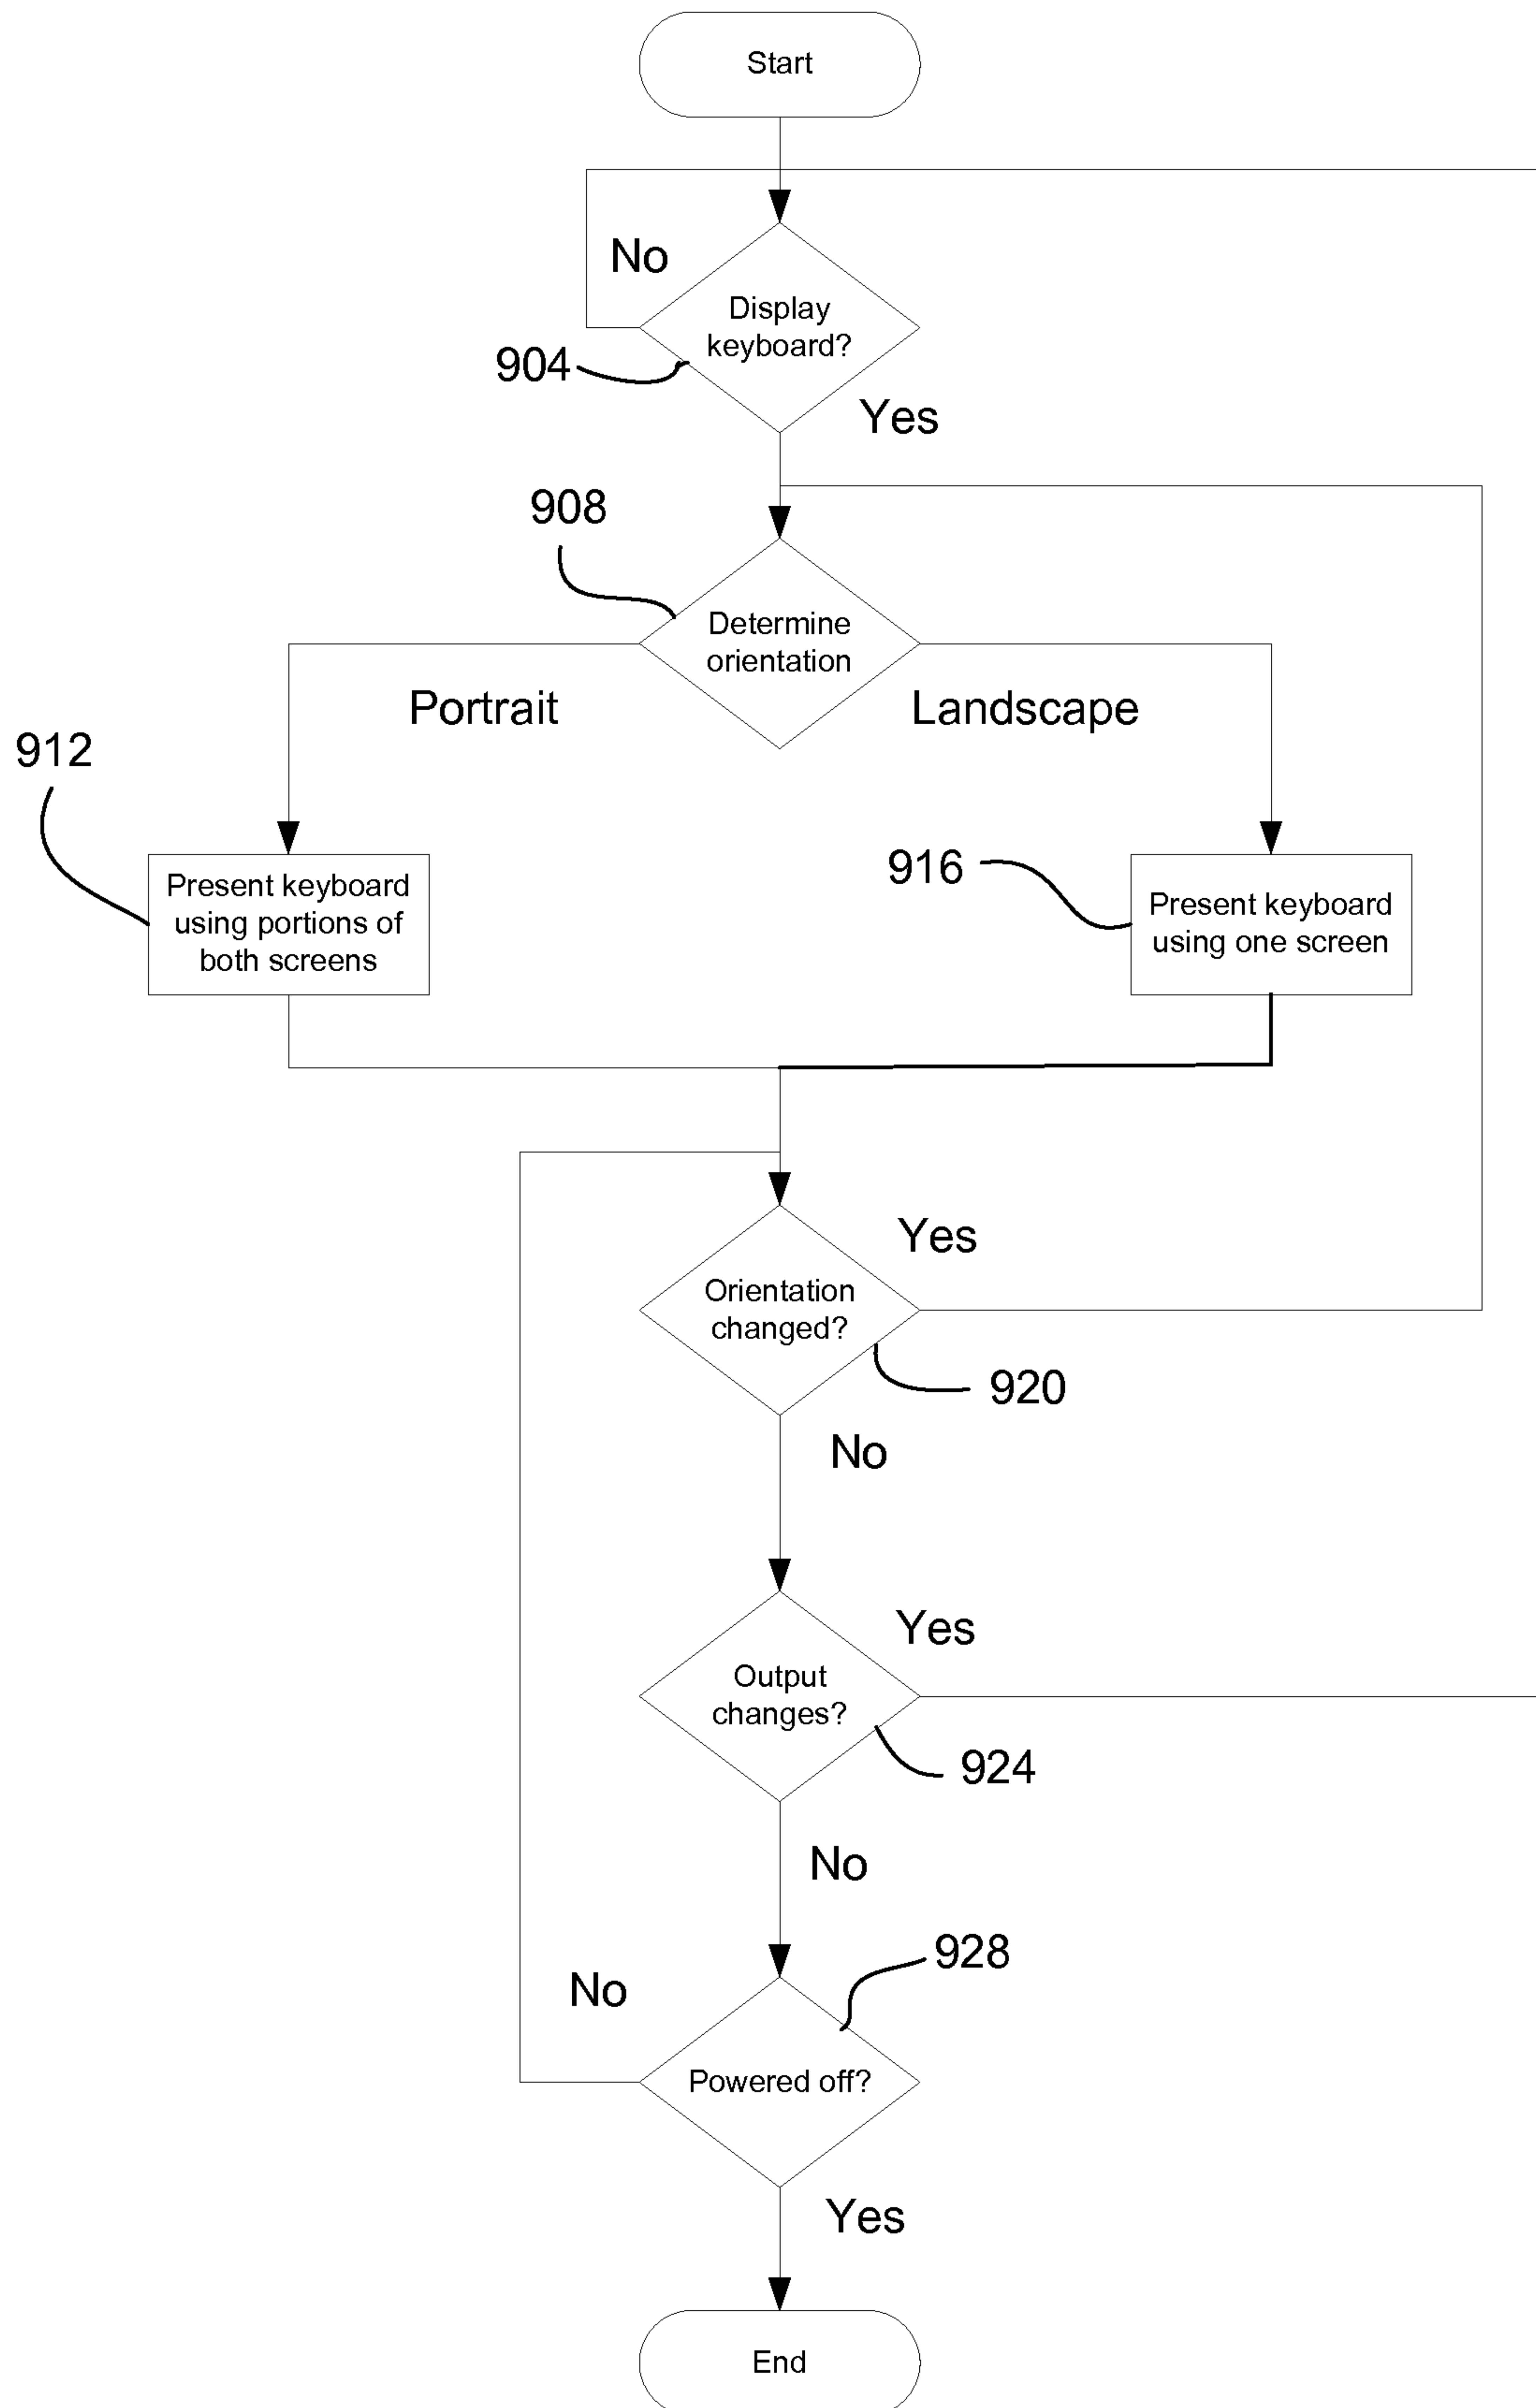 Start
No
Display
keyboard?
904
Yes
908
Determine
orientation
Portrait
Landscape
912
916
Present keyboard
using portions of
both screens
Present keyboard
using one screen
Yes
Orientation
changed?
920
No
Yes
Output
changes?
924
No
928
No
Powered off?
Yes
End